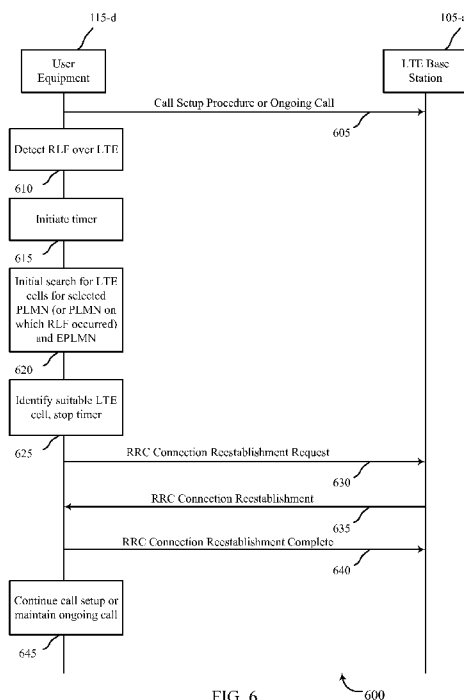 115-d
105-a
User
Equipment
LTE Base
Station
Call Setup Procedure or Ongoing Call
605
Detect RLF over LTE
610
Initiate timer
615
Initial search for LTE
cells for selected
PLMN (or PLMN on
which RLF occurred)
and EPLMN
620
Identify suitable LTE
cell, stop timer
625
RRC Connection Reestablishment Request
630
RRC Connection Reestablishment
635
RRC Connection Reestablishment Complete
640
Continue call setup or
maintain ongoing call
645
FIG. 6
600